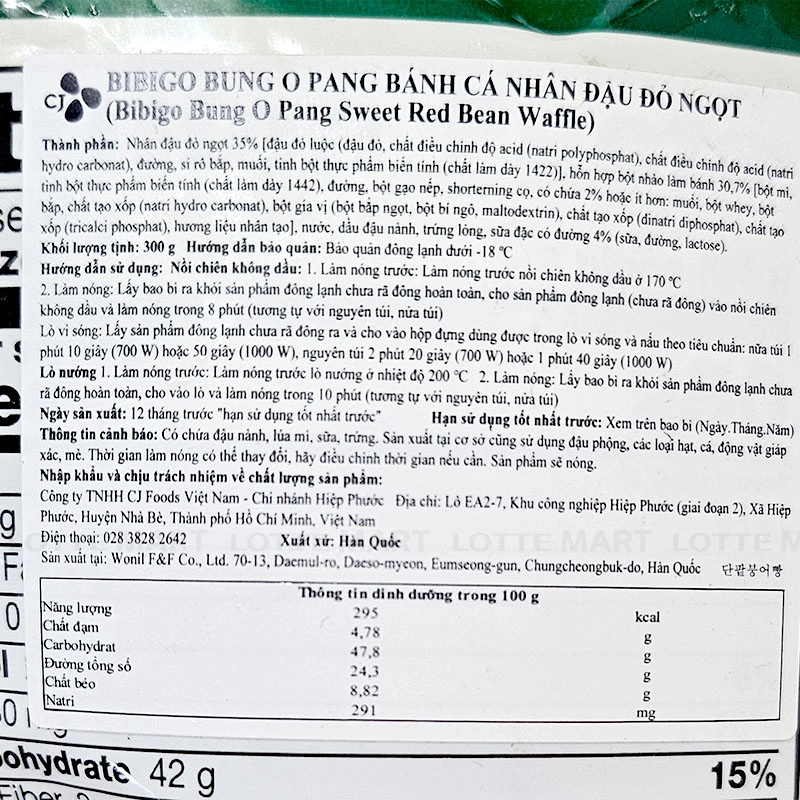 CJ
BIBIGO BUNG O PANG BÁNH CÁ NHÂN ĐẬU ĐỎ NGỌT
(Bibigo Bung O Pang Sweet Red Bean Waffle)
Thành phần: Nhân đậu đỏ ngọt 35% [đậu đỏ luộc (đậu đỏ, chất điều chỉnh độ acid (natri polyphosphat), chất điều chỉnh độ acid (natri
hydro carbonat), đường, si rô bắp, muối, tinh bột thực phẩm biến tính (chất làm dày 1422)], hỗn hợp bột nhào làm bánh 30,7% [bột mì,
tinh bột thực phẩm biến tính (chất làm dày 1442), đường, bột gạo nếp, shorterning cọ, có chứa 2% hoặc ít hơn: muối, bột whey, bột
bắp, chất tạo xốp (natri hydro carbonat), bột gia vị (bột bắp ngọt, bột bí ngô, maltodextrin), chất tạo xốp (dinatri diphosphat), chất tạo
xốp (tricalci phosphat), hương liệu nhân tạo], nước, dầu đậu nành, trứng lỏng, sữa đặc có đường 4% (sữa, đường, lactose).
Khối lượng tịnh: 300 g Hướng dẫn bảo quản: Bảo quản đông lạnh dưới -18 °C
Hướng dẫn sử dụng: Nồi chiên không dầu: 1. Làm nóng trước: Làm nóng trước nồi chiên không dầu ở 170 °C
2. Làm nóng: Lấy bao bì ra khỏi sản phẩm đông lạnh chưa rã đông hoàn toàn, cho sản phẩm đông lạnh (chưa rã đông) vào nồi chiên
không dầu và làm nóng trong 8 phút (tương tự với nguyên túi, nửa túi)
Lò vi sóng: Lấy sản phẩm đông lạnh chưa rã đông ra và cho vào hộp đựng dùng được trong lò vi sóng và nấu theo tiêu chuẩn: nửa túi 1
phút 10 giây (700 W) hoặc 50 giây (1000 W), nguyên túi 2 phút 20 giây (700 W) hoặc 1 phút 40 giây (1000 W)
Lò nướng 1. Làm nóng trước: Làm nóng trước lò nướng ở nhiệt độ 200 °C 2. Làm nóng: Lấy bao bì ra khỏi sản phẩm đông lạnh chưa
rã đông hoàn toàn, cho vào lò và làm nóng trong 10 phút (tương tự với nguyên túi, nửa túi)
Ngày sản xuất: 12 tháng trước "hạn sử dụng tốt nhất trước" Hạn sử dụng tốt nhất trước: Xem trên bao bì (Ngày.Tháng.Năm)
Thông tin cảnh báo: Có chứa đậu nành, lúa mì, sữa, trứng. Sản xuất tại cơ sở cũng sử dụng đậu phộng, các loại hạt, cá, động vật giáp
xác, mè. Thời gian làm nóng có thể thay đổi, hãy điều chỉnh thời gian nếu cần. Sản phẩm sẽ nóng.
Nhập khẩu và chịu trách nhiệm về chất lượng sản phẩm:
Công ty TNHH CJ Foods Việt Nam - Chi nhánh Hiệp Phước Địa chỉ: Lô EA2-7, Khu công nghiệp Hiệp Phước (giai đoạn 2), Xã Hiệp
Phước, Huyện Nhà Bè, Thành phố Hồ Chí Minh, Việt Nam
Điện thoại: 028 3828 2642 Xuất xứ: Hàn Quốc
LOTTE MART LOTTE MART LOTTE M
Sản xuất tại: Wonil F&F Co., Ltd. 70-13, Daemul-ro, Daeso-myeon, Eumseong-gun, Chungcheongbuk-do, Hàn Quốc 단팥붕어빵
Thông tin dinh dưỡng trong 100 g
Năng lượng 295 kcal
Chất đạm 4,78 g
Carbohydrat 47,8 g
Đường tổng số 24,3 g
Chất béo 8,82 g
Natri 291 mg
ohydrate 42 g 15%